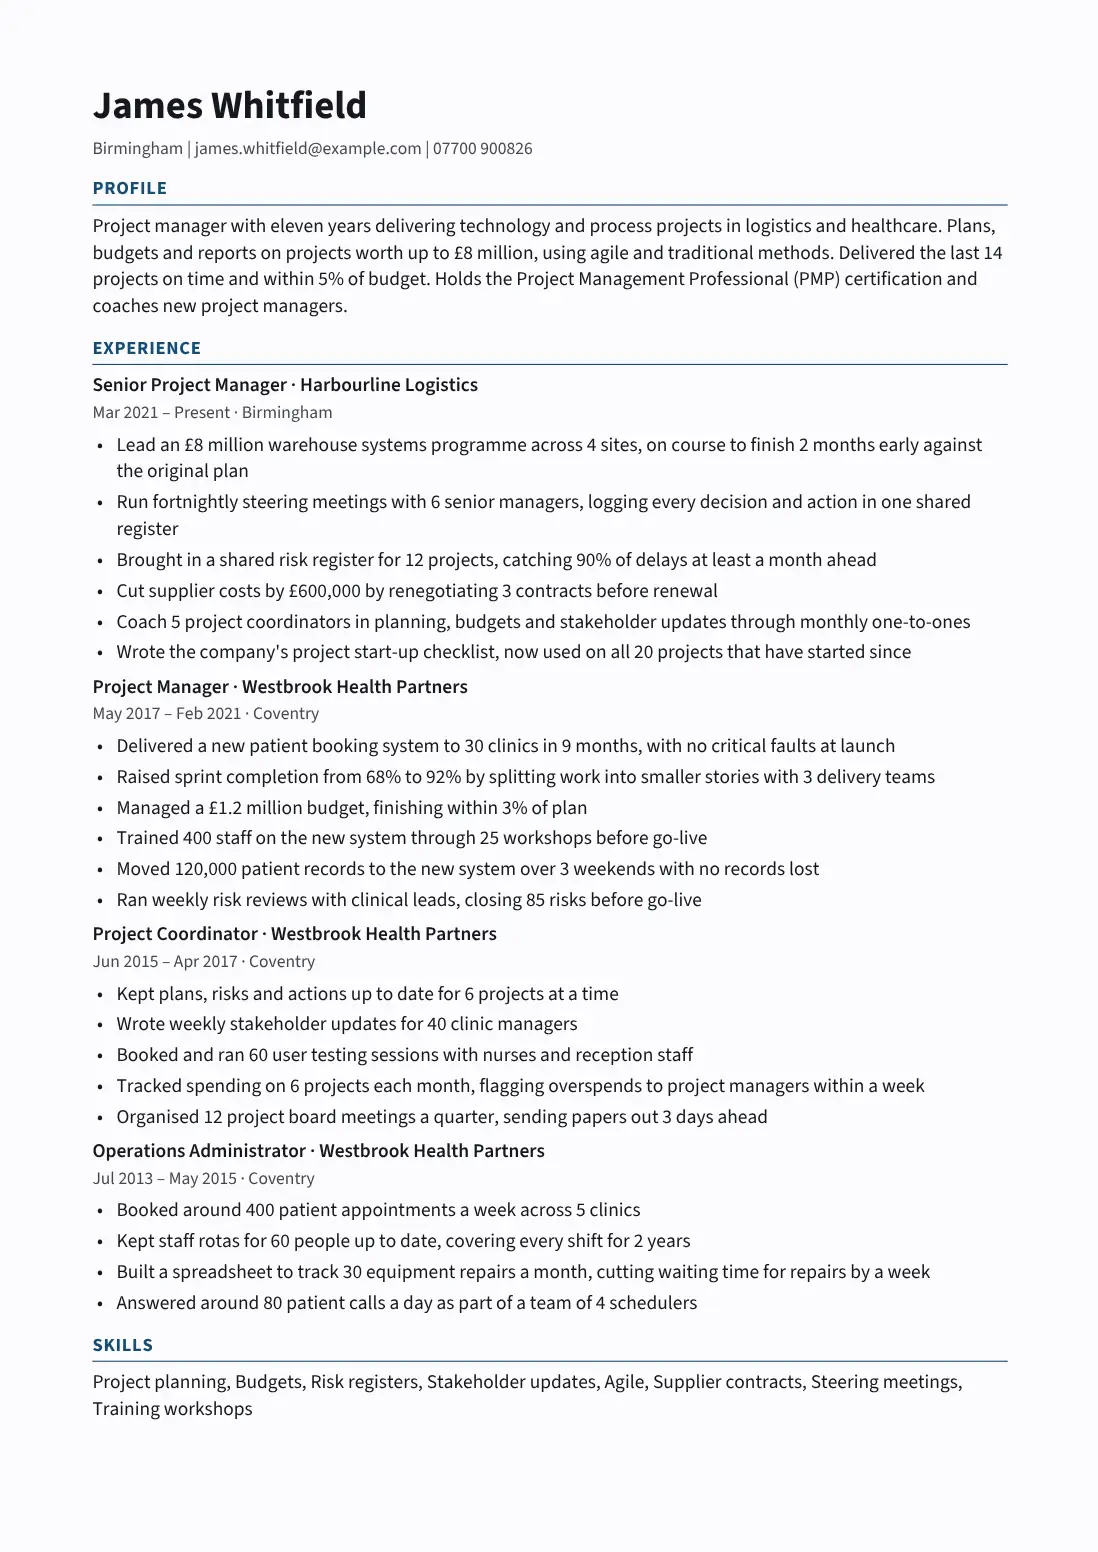 James Whitfield
Birmingham | james.whitfield@example.com | 07700 900826
PROFILE
Project manager with eleven years delivering technology and process projects in logistics and healthcare. Plans,
budgets and reports on projects worth up to £8 million, using agile and traditional methods. Delivered the last 14
projects on time and within 5% of budget. Holds the Project Management Professional (PMP) certification and
coaches new project managers.
EXPERIENCE
Senior Project Manager · Harbourline Logistics
Mar 2021 – Present · Birmingham
• Lead an £8 million warehouse systems programme across 4 sites, on course to finish 2 months early against
the original plan
• Run fortnightly steering meetings with 6 senior managers, logging every decision and action in one shared
register
• Brought in a shared risk register for 12 projects, catching 90% of delays at least a month ahead
• Cut supplier costs by £600,000 by renegotiating 3 contracts before renewal
• Coach 5 project coordinators in planning, budgets and stakeholder updates through monthly one-to-ones
• Wrote the company's project start-up checklist, now used on all 20 projects that have started since
Project Manager · Westbrook Health Partners
May 2017 – Feb 2021 · Coventry
• Delivered a new patient booking system to 30 clinics in 9 months, with no critical faults at launch
• Raised sprint completion from 68% to 92% by splitting work into smaller stories with 3 delivery teams
• Managed a £1.2 million budget, finishing within 3% of plan
• Trained 400 staff on the new system through 25 workshops before go-live
• Moved 120,000 patient records to the new system over 3 weekends with no records lost
• Ran weekly risk reviews with clinical leads, closing 85 risks before go-live
Project Coordinator · Westbrook Health Partners
Jun 2015 – Apr 2017 · Coventry
• Kept plans, risks and actions up to date for 6 projects at a time
• Wrote weekly stakeholder updates for 40 clinic managers
• Booked and ran 60 user testing sessions with nurses and reception staff
• Tracked spending on 6 projects each month, flagging overspends to project managers within a week
• Organised 12 project board meetings a quarter, sending papers out 3 days ahead
Operations Administrator · Westbrook Health Partners
Jul 2013 – May 2015 · Coventry
• Booked around 400 patient appointments a week across 5 clinics
• Kept staff rotas for 60 people up to date, covering every shift for 2 years
• Built a spreadsheet to track 30 equipment repairs a month, cutting waiting time for repairs by a week
• Answered around 80 patient calls a day as part of a team of 4 schedulers
SKILLS
Project planning, Budgets, Risk registers, Stakeholder updates, Agile, Supplier contracts, Steering meetings,
Training workshops